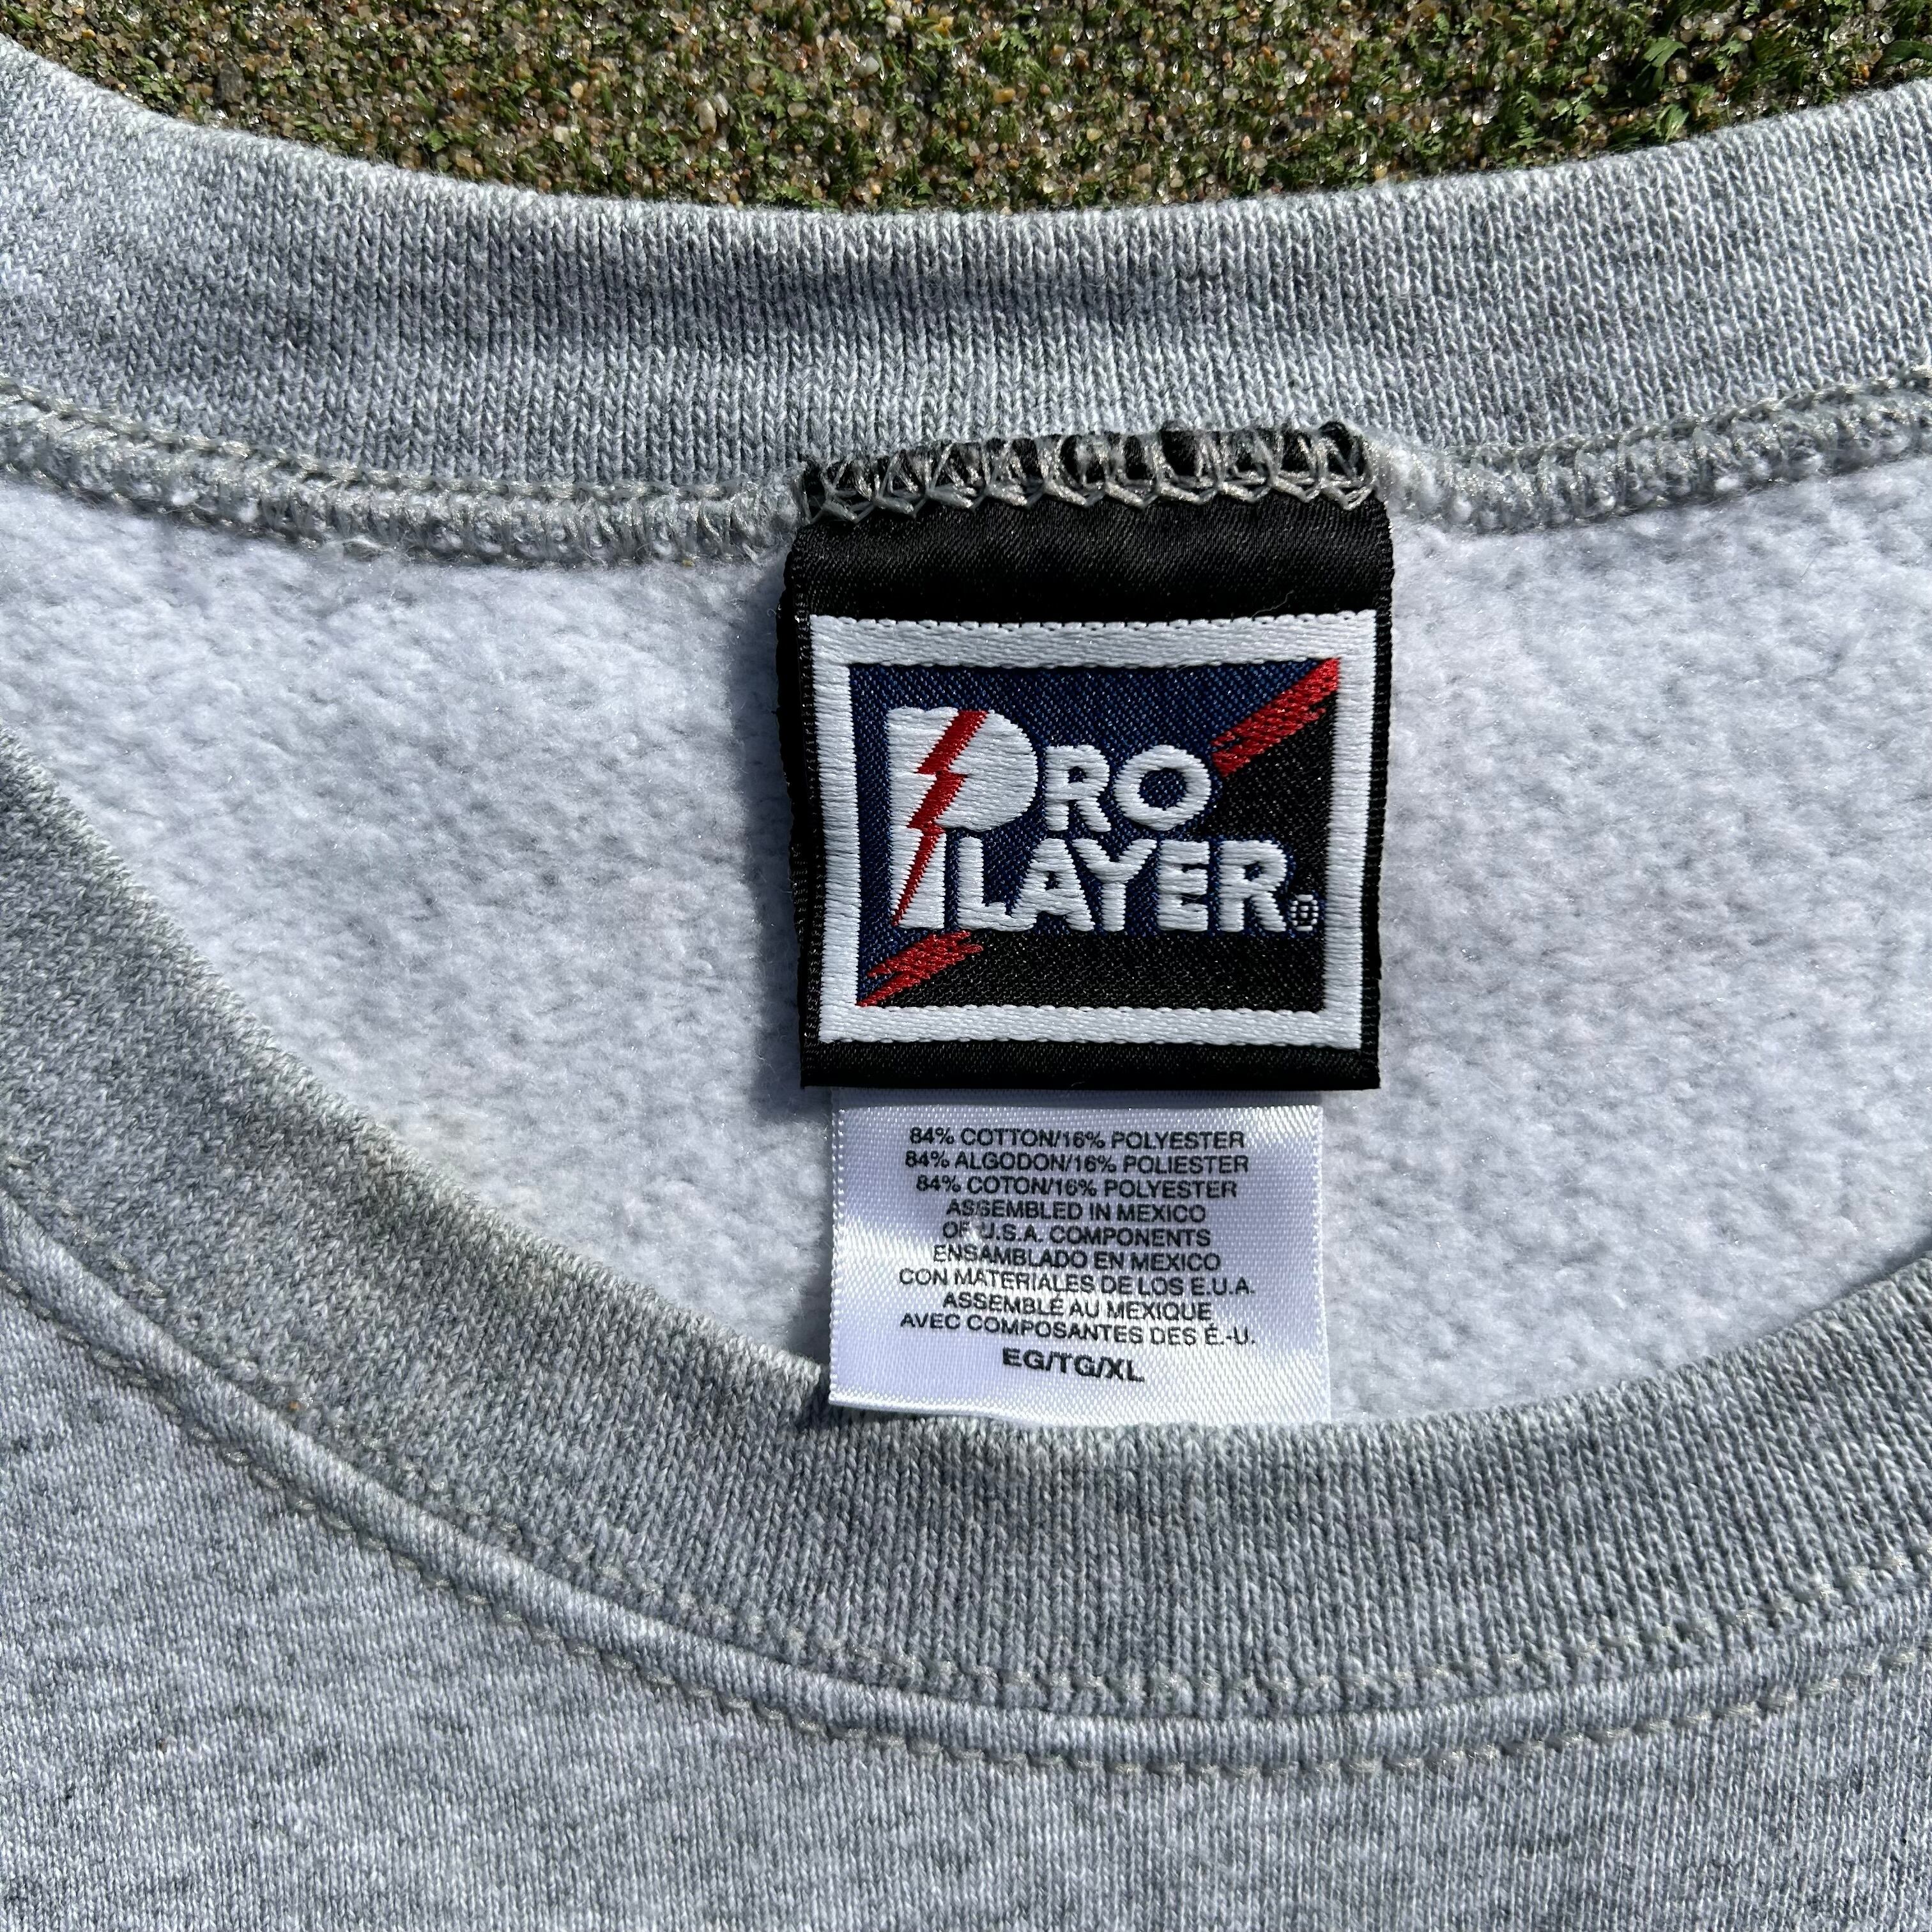 PRO
PLAYER®
84% COTTON/16% POLYESTER
84% ALGODON/16% POLIESTER
84% COTON/16% POLYESTER
ASSEMBLED IN MEXICO
OF U.S.A. COMPONENTS
ENSAMBLADO EN MEXICO
CON MATERIALES DE LOS E.U.A.
ASSEMBLÉ AU MEXIQUE
AVEC COMPOSANTES DES É.-U.
EG/TG/XL